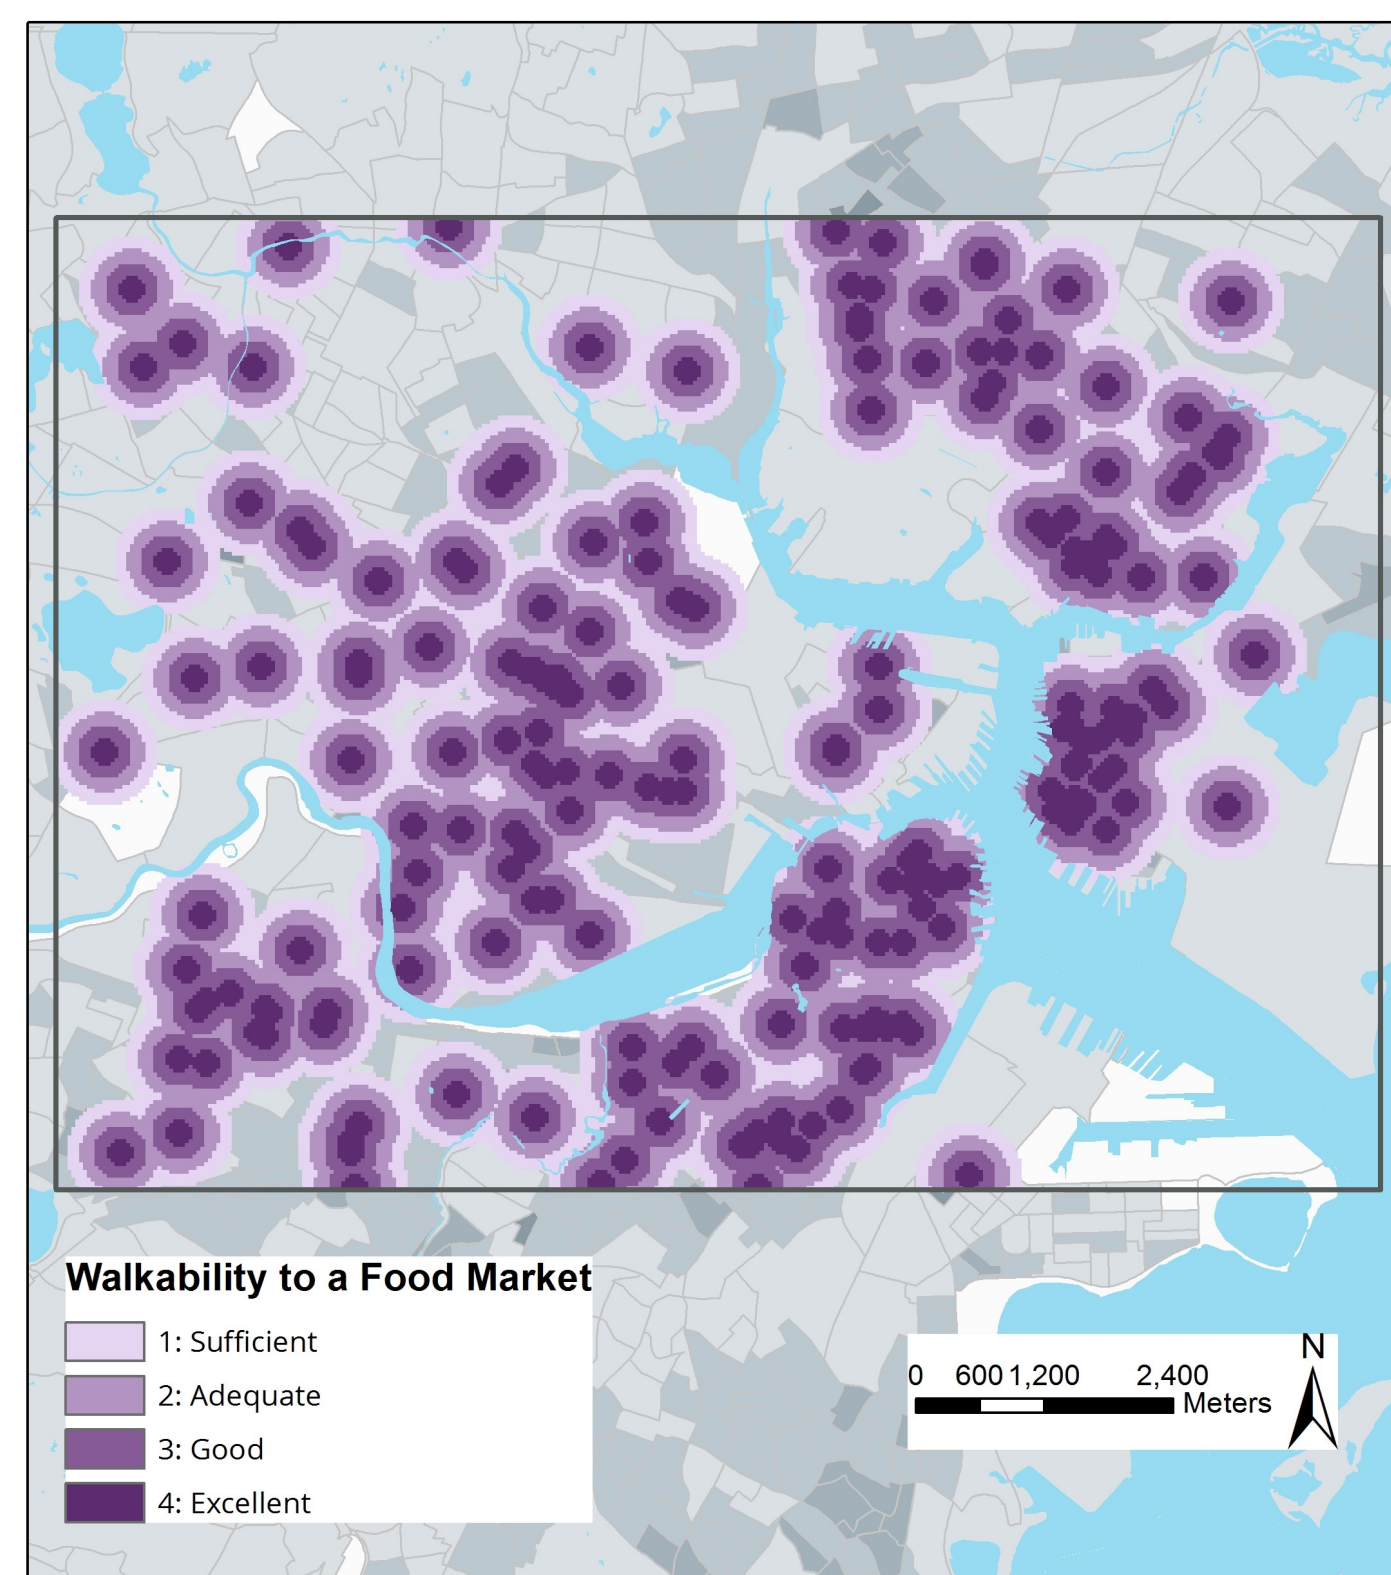 Walkability to a Food Market
1: Sufficient
2: Adequate
3: Good
4: Excellent
N
0 600 1,200 2,400
Meters